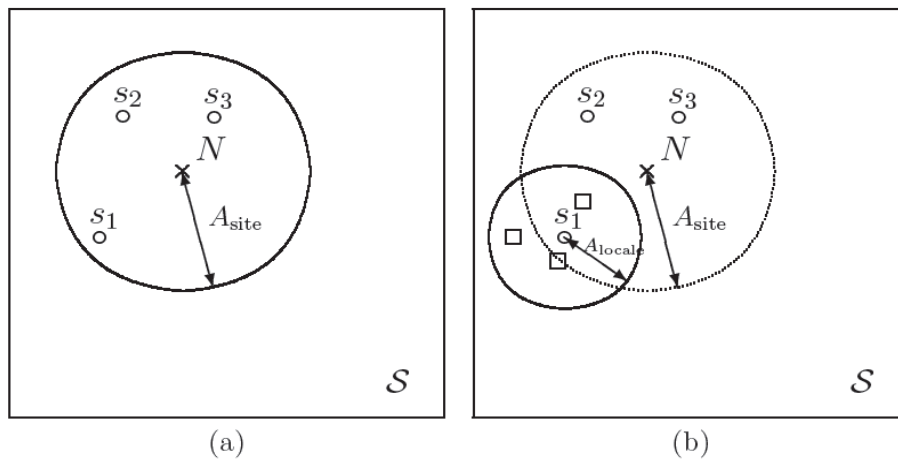 s₂ s₃
N
s₁ A_site
𝒮
(a)
s₂ s₃
N
s₁ A_site
A_locale
𝒮
(b)